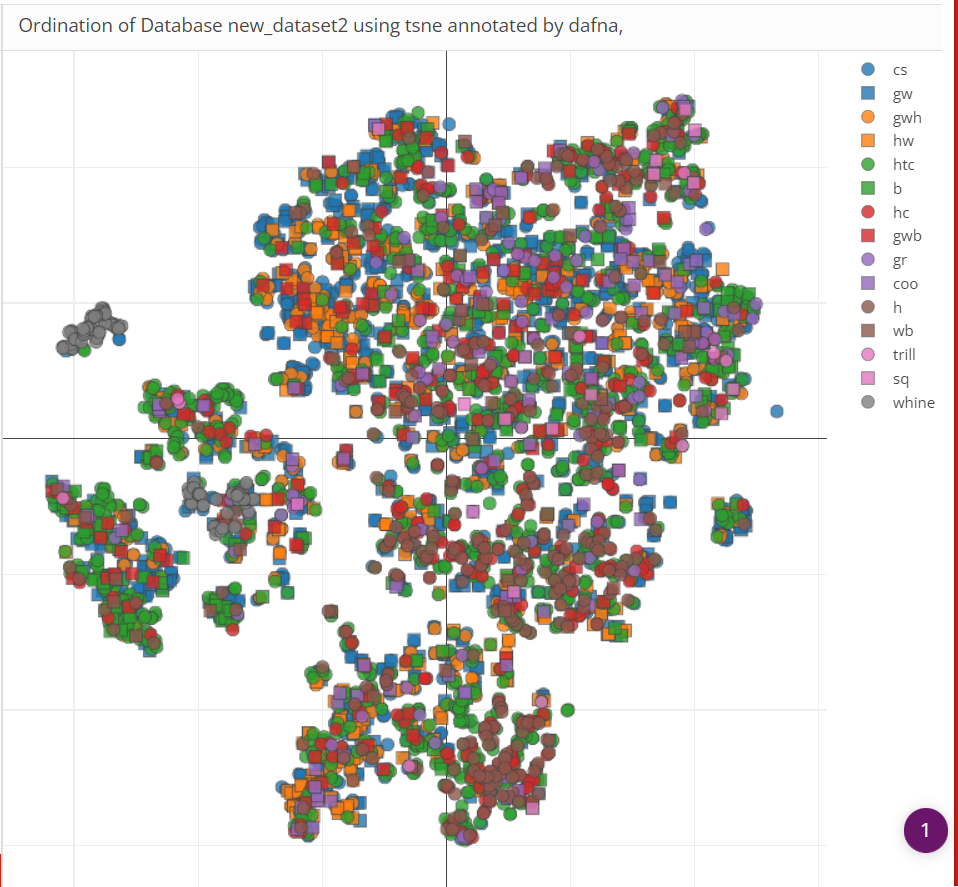 Ordination of Database new_dataset2 using tsne annotated by dafna,
cs
gw
gwh
hw
htc
b
hc
gwb
gr
coo
h
wb
trill
sq
whine
1